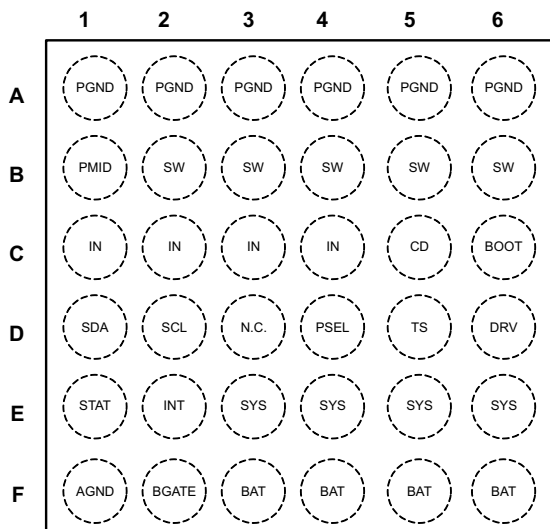 1 2 3 4 5 6
A PGND PGND PGND PGND PGND PGND
B PMID SW SW SW SW SW
C IN IN IN IN CD BOOT
D SDA SCL N.C. PSEL TS DRV
E STAT INT SYS SYS SYS SYS
F AGND BGATE BAT BAT BAT BAT